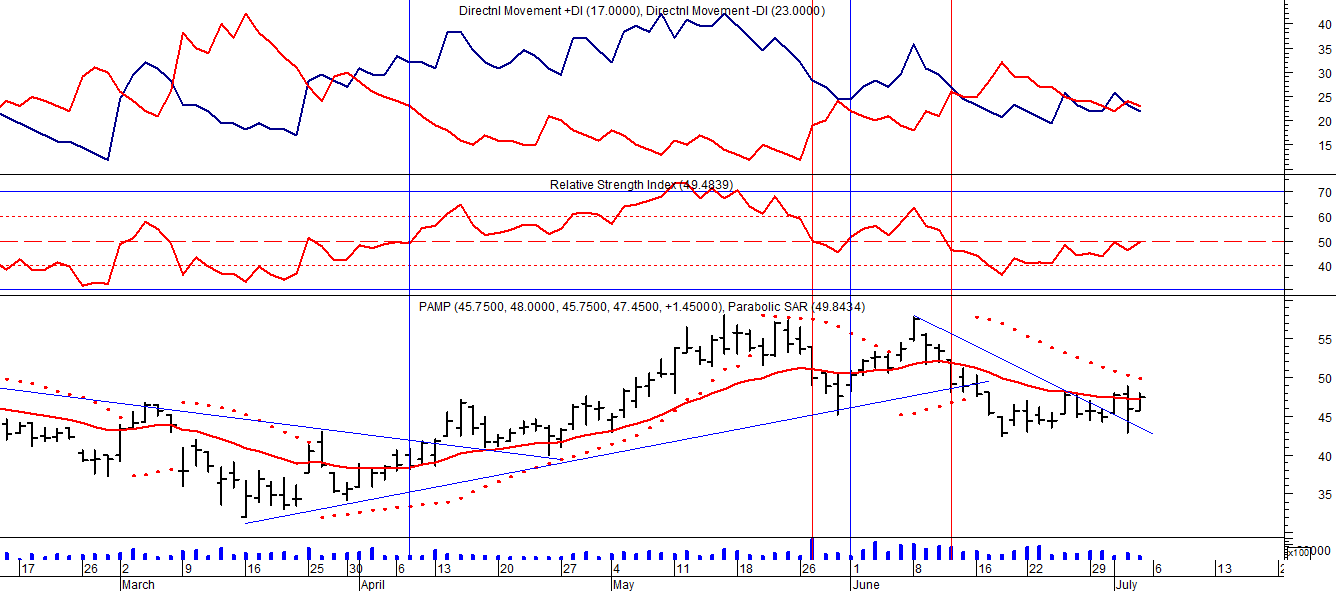 Directnl Movement +DI (17.0000), Directnl Movement -DI (23.0000)
40
35
30
25
20
15
Relative Strength Index (49.4839)
70
60
50
40
PAMP (45.7500, 48.0000, 45.7500, 47.4500, +1.45000), Parabolic SAR (49.8434)
55
50
45
40
35
x100
17 26 2 9 16 25 30 6 13 20 27 4 11 18 26 1 8 16 22 29 6 13 2
March April May June July